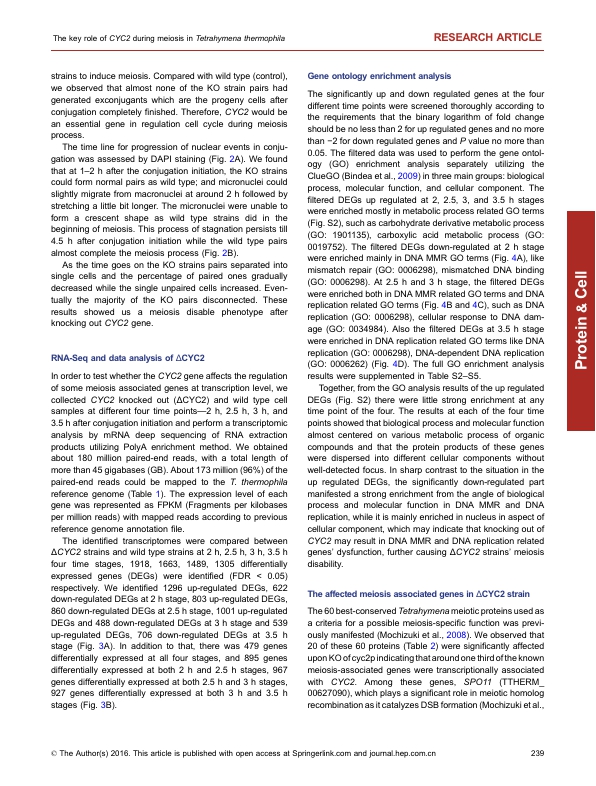 The key role of CYC2 during meiosis in Tetrahymena thermophila
RESEARCH ARTICLE
strains to induce meiosis. Compared with wild type (control),
we observed that almost none of the KO strain pairs had
generated exconjugants which are the progeny cells after
conjugation completely finished. Therefore, CYC2 would be
an essential gene in regulation cell cycle during meiosis
process.
The time line for progression of nuclear events in conju-
gation was assessed by DAPI staining (Fig. 2A). We found
that at 1–2 h after the conjugation initiation, the KO strains
could form normal pairs as wild type; and micronuclei could
slightly migrate from macronuclei at around 2 h followed by
stretching a little bit longer. The micronuclei were unable to
form a crescent shape as wild type strains did in the
beginning of meiosis. This process of stagnation persists till
4.5 h after conjugation initiation while the wild type pairs
almost complete the meiosis process (Fig. 2B).
As the time goes on the KO strains pairs separated into
single cells and the percentage of paired ones gradually
decreased while the single unpaired cells increased. Even-
tually the majority of the KO pairs disconnected. These
results showed us a meiosis disable phenotype after
knocking out CYC2 gene.
RNA-Seq and data analysis of ΔCYC2
In order to test whether the CYC2 gene affects the regulation
of some meiosis associated genes at transcription level, we
collected CYC2 knocked out (ΔCYC2) and wild type cell
samples at different four time points—2 h, 2.5 h, 3 h, and
3.5 h after conjugation initiation and perform a transcriptomic
analysis by mRNA deep sequencing of RNA extraction
products utilizing PolyA enrichment method. We obtained
about 180 million paired-end reads, with a total length of
more than 45 gigabases (GB). About 173 million (96%) of the
paired-end reads could be mapped to the T. thermophila
reference genome (Table 1). The expression level of each
gene was represented as FPKM (Fragments per kilobases
per million reads) with mapped reads according to previous
reference genome annotation file.
The identified transcriptomes were compared between
ΔCYC2 strains and wild type strains at 2 h, 2.5 h, 3 h, 3.5 h
four time stages, 1918, 1663, 1489, 1305 differentially
expressed genes (DEGs) were identified (FDR < 0.05)
respectively. We identified 1296 up-regulated DEGs, 622
down-regulated DEGs at 2 h stage, 803 up-regulated DEGs,
860 down-regulated DEGs at 2.5 h stage, 1001 up-regulated
DEGs and 488 down-regulated DEGs at 3 h stage and 539
up-regulated DEGs, 706 down-regulated DEGs at 3.5 h
stage (Fig. 3A). In addition to that, there was 479 genes
differentially expressed at all four stages, and 895 genes
differentially expressed at both 2 h and 2.5 h stages, 967
genes differentially expressed at both 2.5 h and 3 h stages,
927 genes differentially expressed at both 3 h and 3.5 h
stages (Fig. 3B).
Gene ontology enrichment analysis
The significantly up and down regulated genes at the four
different time points were screened thoroughly according to
the requirements that the binary logarithm of fold change
should be no less than 2 for up regulated genes and no more
than −2 for down regulated genes and P value no more than
0.05. The filtered data was used to perform the gene ontol-
ogy (GO) enrichment analysis separately utilizing the
ClueGO (Bindea et al., 2009) in three main groups: biological
process, molecular function, and cellular component. The
filtered DEGs up regulated at 2, 2.5, 3, and 3.5 h stages
were enriched mostly in metabolic process related GO terms
(Fig. S2), such as carbohydrate derivative metabolic process
(GO: 1901135), carboxylic acid metabolic process (GO:
0019752). The filtered DEGs down-regulated at 2 h stage
were enriched mainly in DNA MMR GO terms (Fig. 4A), like
mismatch repair (GO: 0006298), mismatched DNA binding
(GO: 0006298). At 2.5 h and 3 h stage, the filtered DEGs
were enriched both in DNA MMR related GO terms and DNA
replication related GO terms (Fig. 4B and 4C), such as DNA
replication (GO: 0006298), cellular response to DNA dam-
age (GO: 0034984). Also the filtered DEGs at 3.5 h stage
were enriched in DNA replication related GO terms like DNA
replication (GO: 0006298), DNA-dependent DNA replication
(GO: 0006262) (Fig. 4D). The full GO enrichment analysis
results were supplemented in Table S2–S5.
Together, from the GO analysis results of the up regulated
DEGs (Fig. S2) there were little strong enrichment at any
time point of the four. The results at each of the four time
points showed that biological process and molecular function
almost centered on various metabolic process of organic
compounds and that the protein products of these genes
were dispersed into different cellular components without
well-detected focus. In sharp contrast to the situation in the
up regulated DEGs, the significantly down-regulated part
manifested a strong enrichment from the angle of biological
process and molecular function in DNA MMR and DNA
replication, while it is mainly enriched in nucleus in aspect of
cellular component, which may indicate that knocking out of
CYC2 may result in DNA MMR and DNA replication related
genes' dysfunction, further causing ΔCYC2 strains' meiosis
disability.
The affected meiosis associated genes in ΔCYC2 strain
The 60 best-conserved Tetrahymena meiotic proteins used as
a criteria for a possible meiosis-specific function was previ-
ously manifested (Mochizuki et al., 2008). We observed that
20 of these 60 proteins (Table 2) were significantly affected
upon KO of cyc2p indicating that around one third of the known
meiosis-associated genes were transcriptionally associated
with CYC2. Among these genes, SPO11 (TTHERM_
00627090), which plays a significant role in meiotic homolog
recombination as it catalyzes DSB formation (Mochizuki et al.,
Protein & Cell
© The Author(s) 2016. This article is published with open access at Springerlink.com and journal.hep.com.cn
239